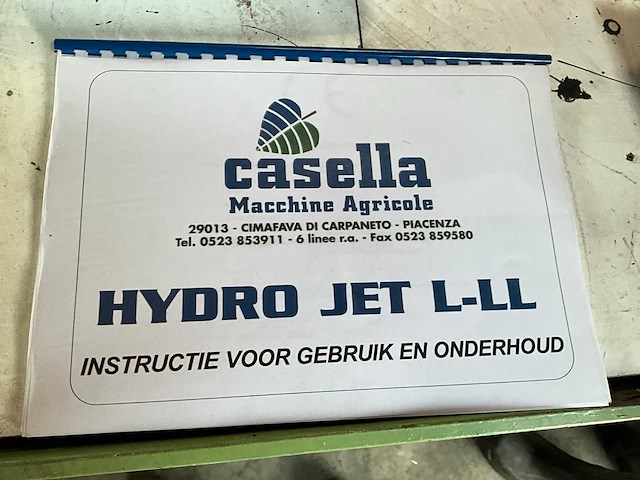 casella
Macchine Agricole
29013 - CIMAFAVA DI CARPANETO - PIACENZA
Tel. 0523 853911 - 6 linee r.a. - Fax 0523 859580
HYDRO JET L-LL
INSTRUCTIE VOOR GEBRUIK EN ONDERHOUD